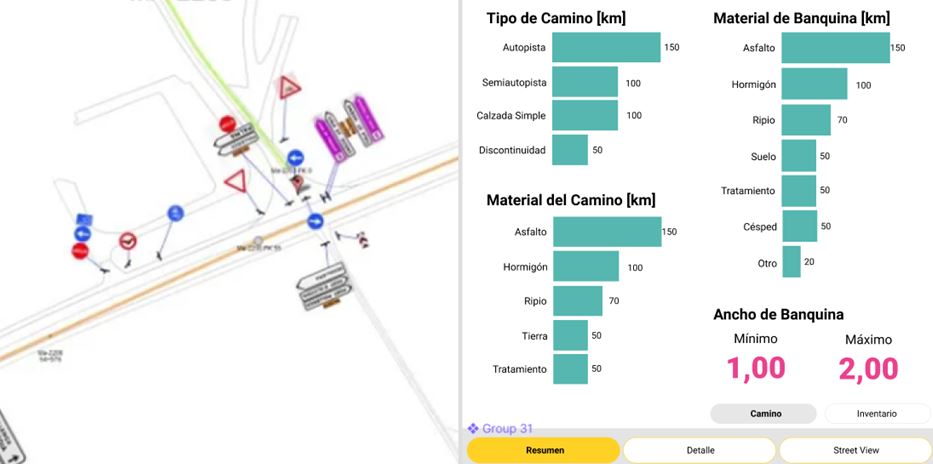 Tipo de Camino [km]
Autopista 150
Semiautopista 100
Calzada Simple 100
Discontinuidad 50
Material del Camino [km]
Asfalto 150
Hormigón 100
Ripio 70
Tierra 50
Tratamiento 50
Material de Banquina [km]
Asfalto 150
Hormigón 100
Ripio 70
Suelo 50
Tratamiento 50
Césped 50
Otro 20
Ancho de Banquina
Mínimo Máximo
1,00 2,00
Camino Inventario
Group 31
Resumen Detalle Street View